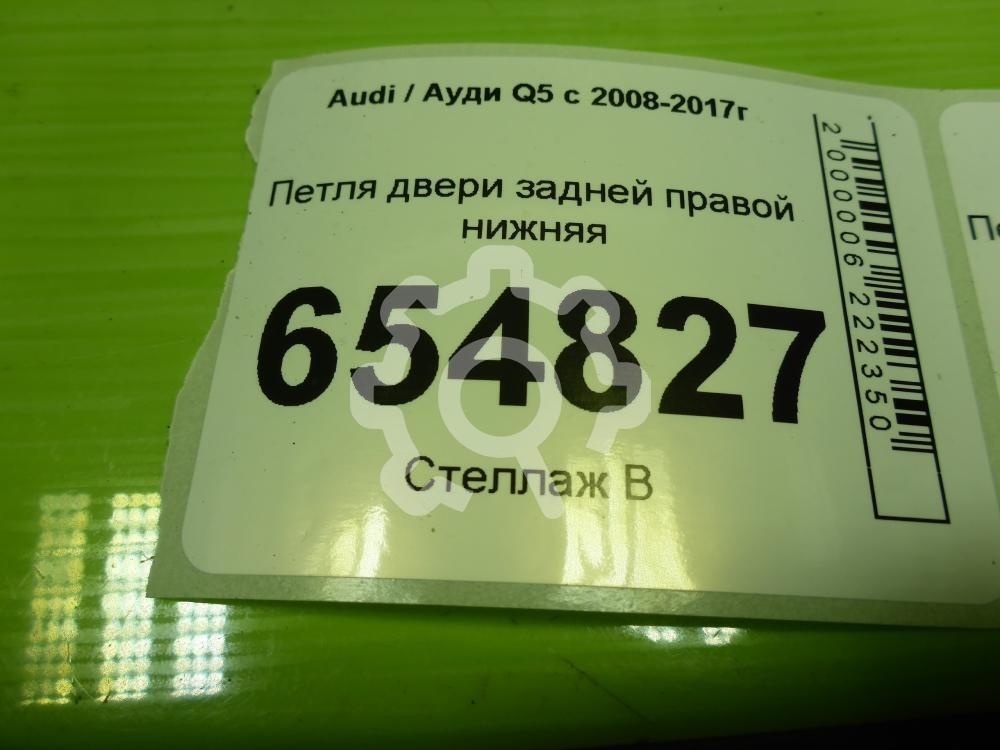 Audi / Ауди Q5 с 2008-2017г
Петля двери задней правой
нижняя
654827
Стеллаж В
2000006222350